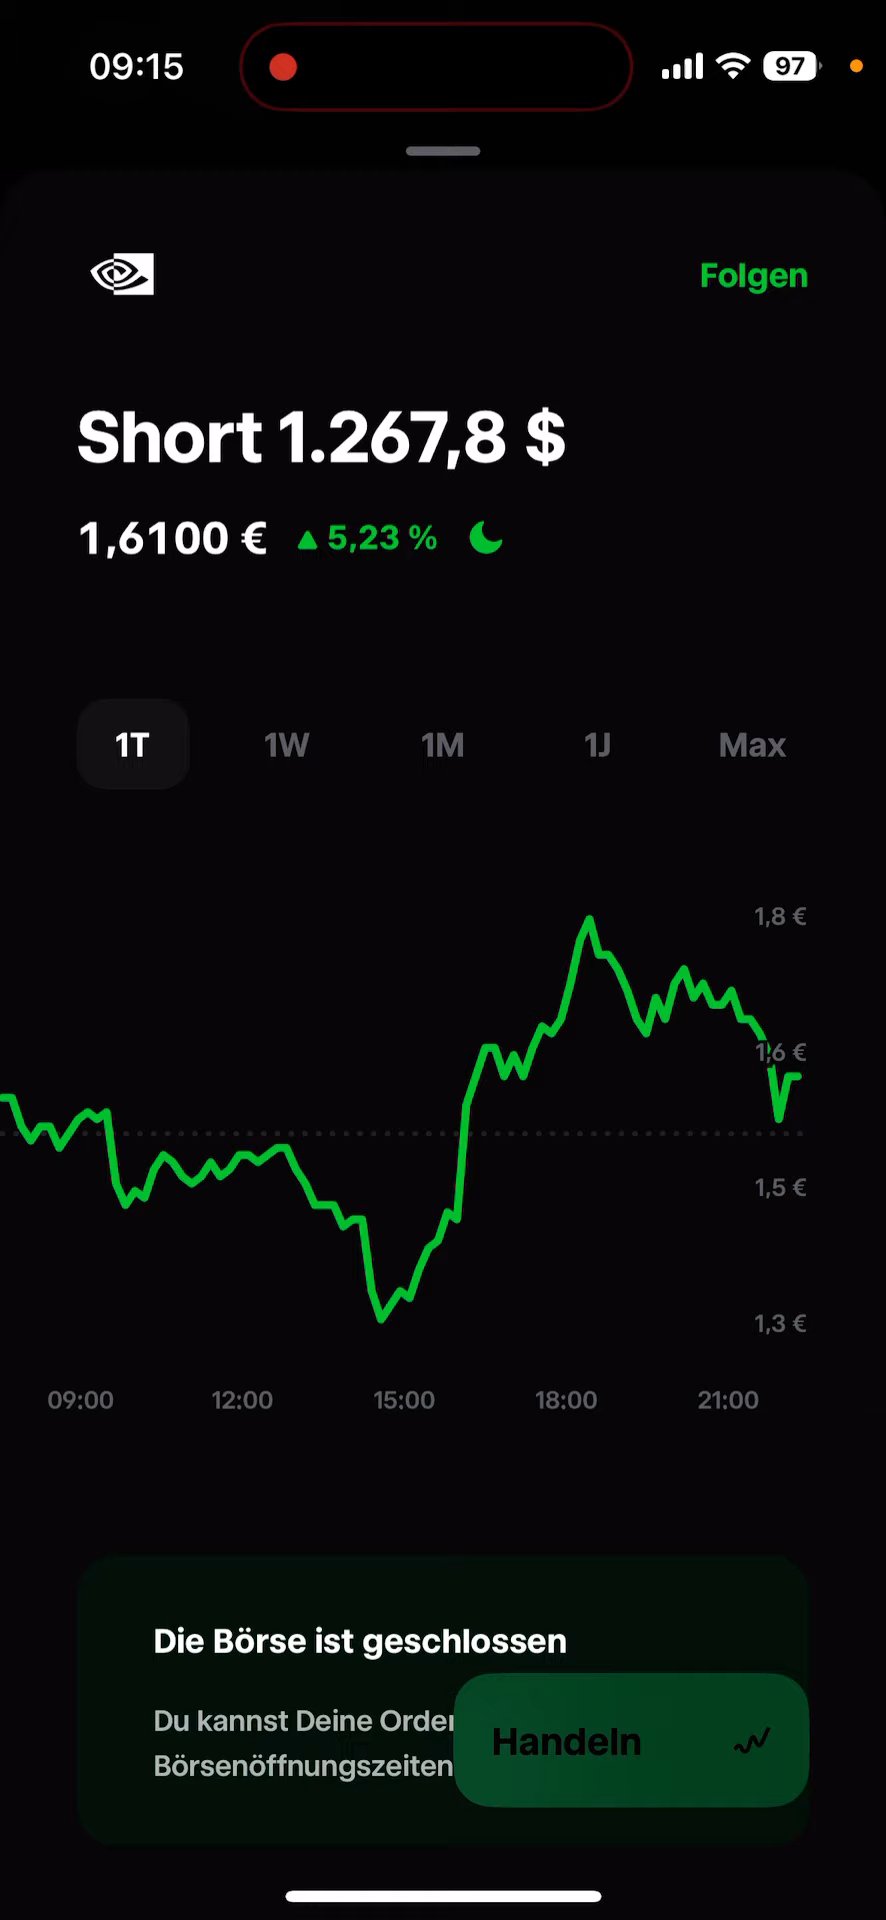 09:15
97
Folgen
Short 1.267,8 $
1,6100 € ▲ 5,23 %
1T 1W 1M 1J Max
1,8 €
1,6 €
1,5 €
1,3 €
09:00 12:00 15:00 18:00 21:00
Die Börse ist geschlossen
Du kannst Deine Order
Börsenöffnungszeiten
Handeln